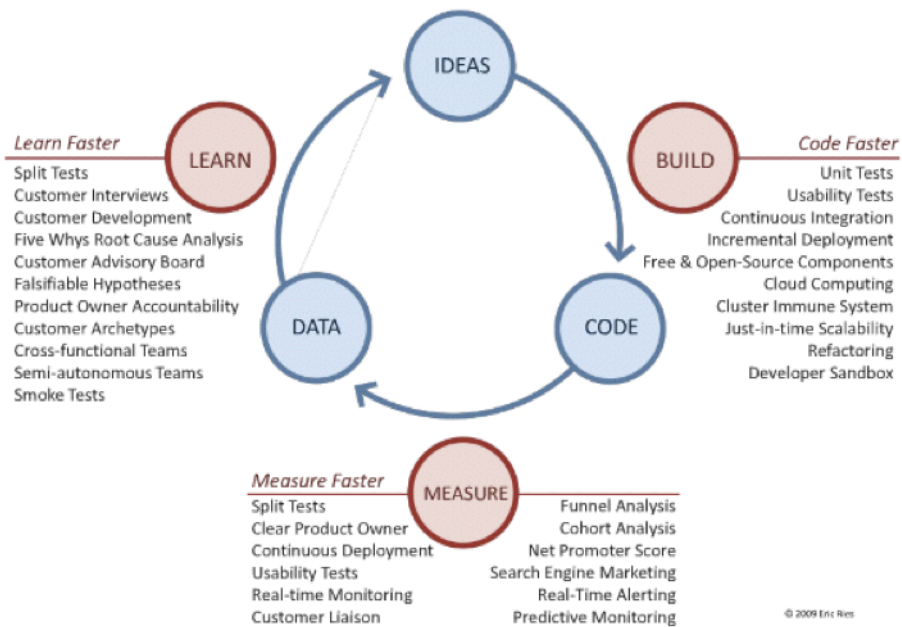 IDEAS
LEARN
BUILD
DATA
CODE
MEASURE
Learn Faster
Split Tests
Customer Interviews
Customer Development
Five Whys Root Cause Analysis
Customer Advisory Board
Falsifiable Hypotheses
Product Owner Accountability
Customer Archetypes
Cross-functional Teams
Semi-autonomous Teams
Smoke Tests
Code Faster
Unit Tests
Usability Tests
Continuous Integration
Incremental Deployment
Free & Open-Source Components
Cloud Computing
Cluster Immune System
Just-in-time Scalability
Refactoring
Developer Sandbox
Measure Faster
Split Tests
Clear Product Owner
Continuous Deployment
Usability Tests
Real-time Monitoring
Customer Liaison
Funnel Analysis
Cohort Analysis
Net Promoter Score
Search Engine Marketing
Real-Time Alerting
Predictive Monitoring
© 2009 Eric Ries